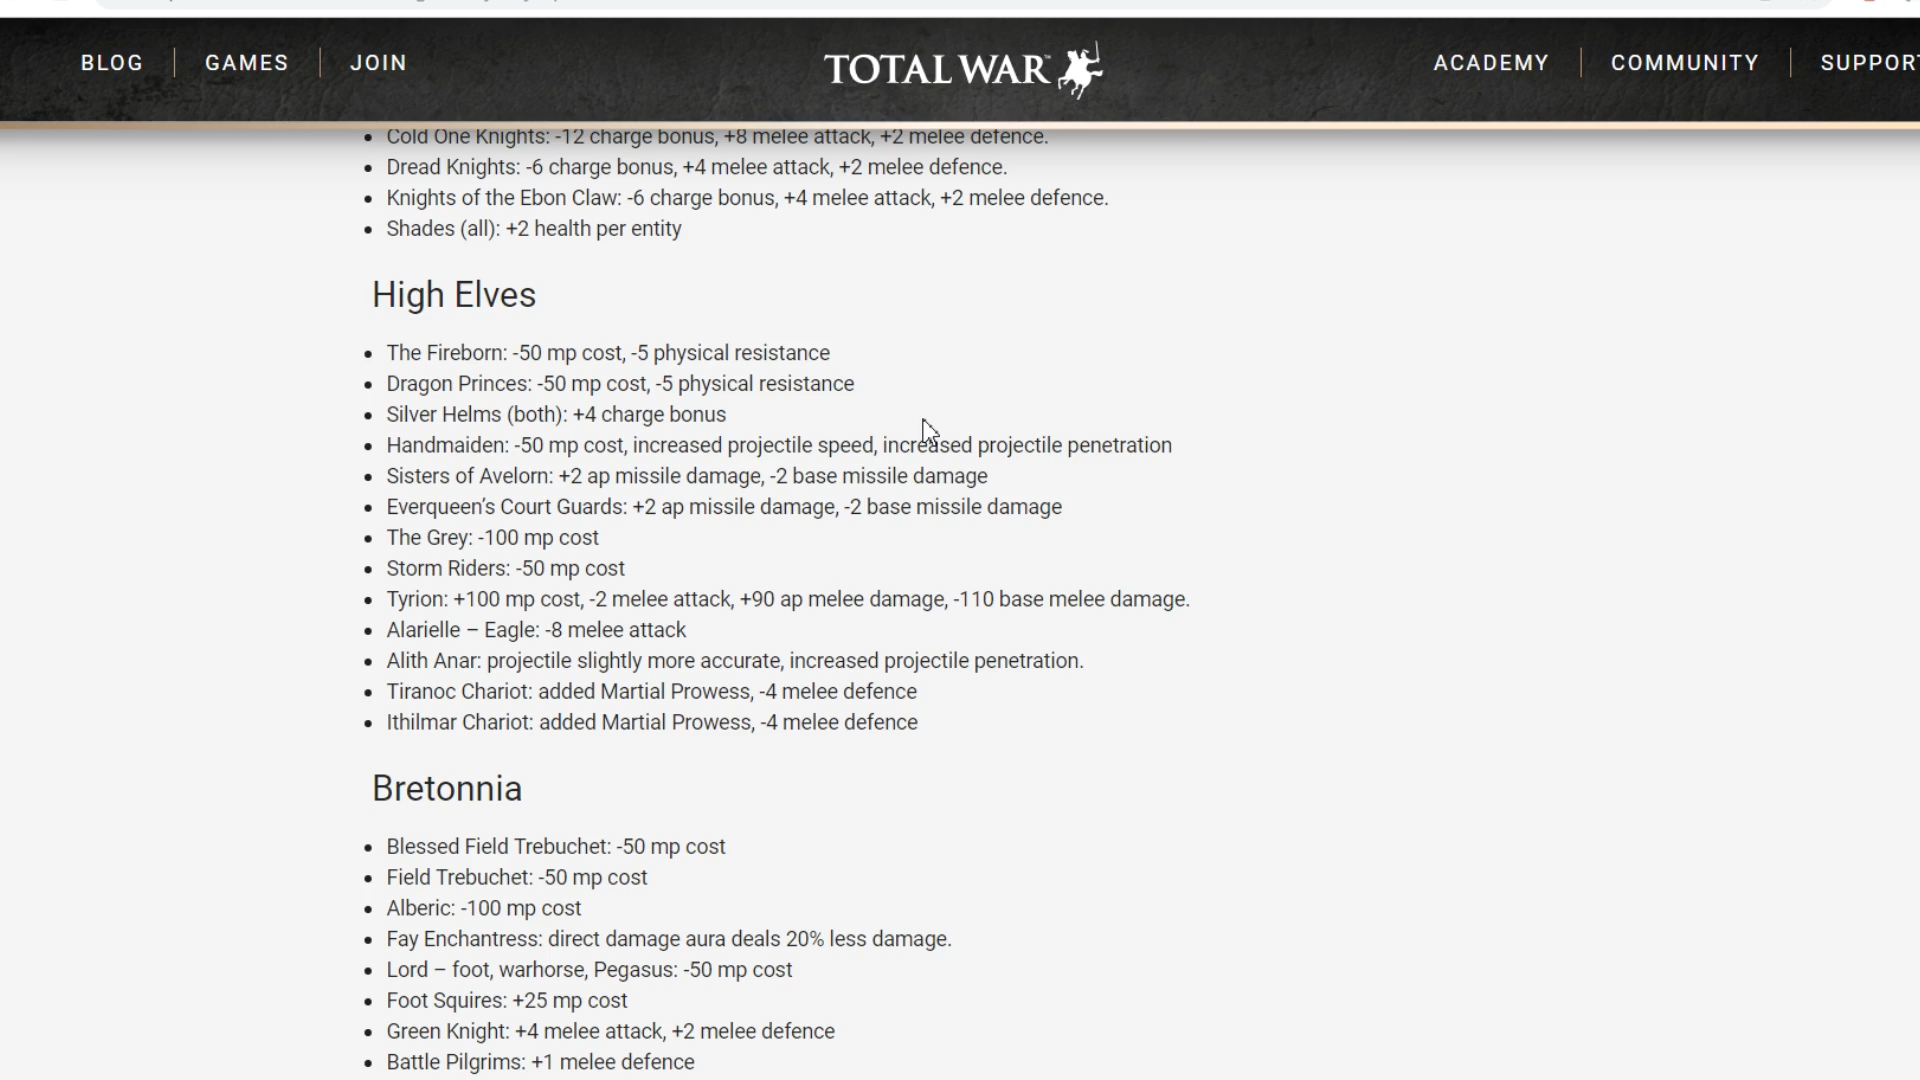 BLOG
GAMES
JOIN
TOTAL WAR
ACADEMY
COMMUNITY
SUPPORT
Cold One Knights: -12 charge bonus, +8 melee attack, +2 melee defence.
Dread Knights: -6 charge bonus, +4 melee attack, +2 melee defence.
Knights of the Ebon Claw: -6 charge bonus, +4 melee attack, +2 melee defence.
Shades (all): +2 health per entity
High Elves
The Fireborn: -50 mp cost, -5 physical resistance
Dragon Princes: -50 mp cost, -5 physical resistance
Silver Helms (both): +4 charge bonus
Handmaiden: -50 mp cost, increased projectile speed, increased projectile penetration
Sisters of Avelorn: +2 ap missile damage, -2 base missile damage
Everqueen’s Court Guards: +2 ap missile damage, -2 base missile damage
The Grey: -100 mp cost
Storm Riders: -50 mp cost
Tyrion: +100 mp cost, -2 melee attack, +90 ap melee damage, -110 base melee damage.
Alarielle – Eagle: -8 melee attack
Alith Anar: projectile slightly more accurate, increased projectile penetration.
Tiranoc Chariot: added Martial Prowess, -4 melee defence
Ithilmar Chariot: added Martial Prowess, -4 melee defence
Bretonnia
Blessed Field Trebuchet: -50 mp cost
Field Trebuchet: -50 mp cost
Alberic: -100 mp cost
Fay Enchantress: direct damage aura deals 20% less damage.
Lord – foot, warhorse, Pegasus: -50 mp cost
Foot Squires: +25 mp cost
Green Knight: +4 melee attack, +2 melee defence
Battle Pilgrims: +1 melee defence